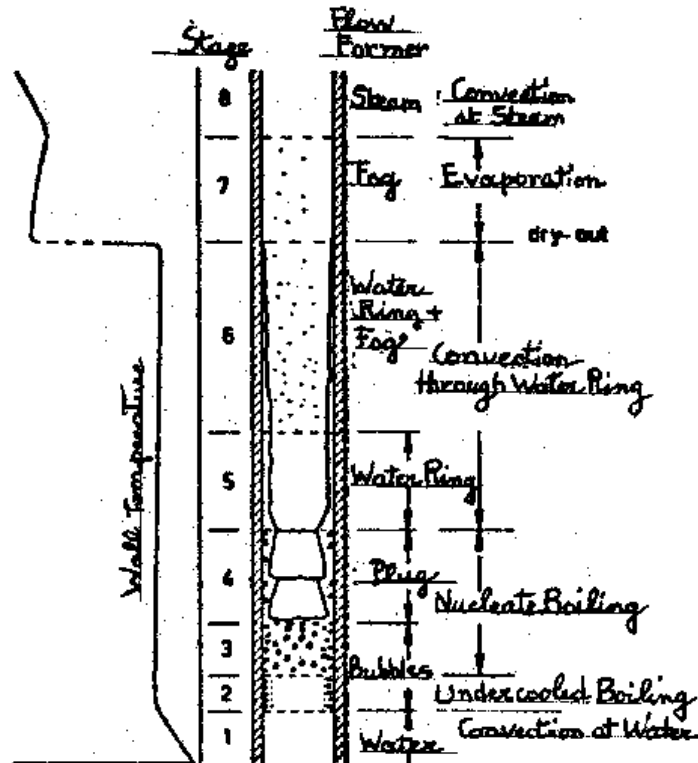 Stage
Flow
Former
8
Steam
Convection
at Steam
7
Fog
Evaporation
dry-out
6
Water
Ring +
Fog
Convection
through Water Ring
5
Water Ring
4
Plug
Nucleate Boiling
3
Bubbles
2
Undercooled Boiling
1
Water
Convection at Water
Wall Temperature